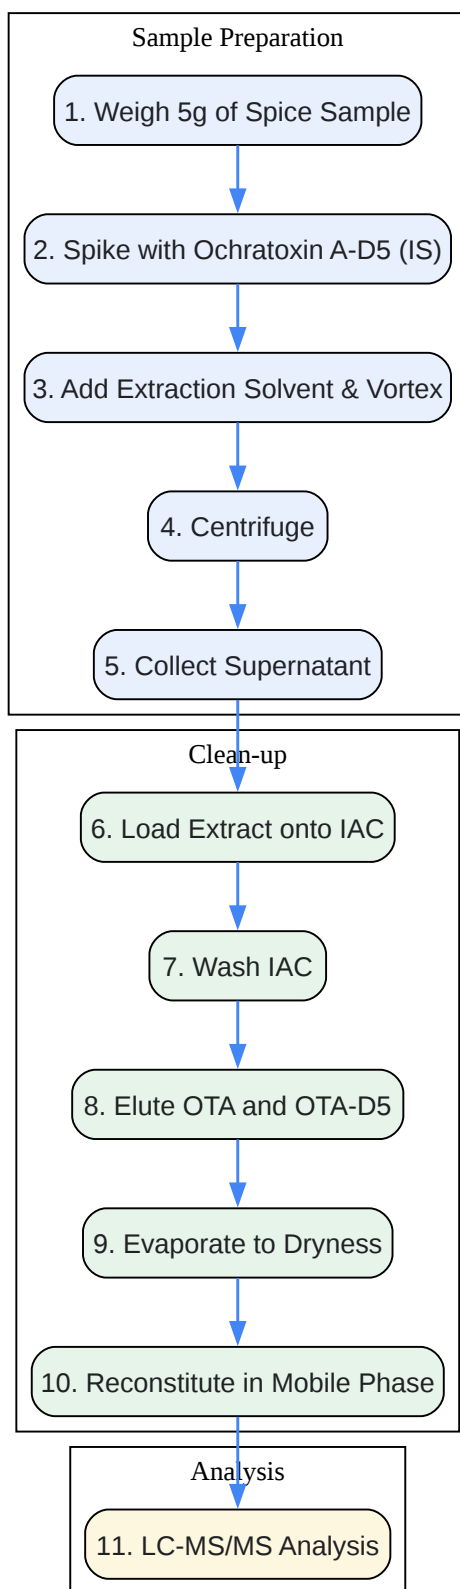 Sample Preparation
1. Weigh 5g of Spice Sample
2. Spike with Ochratoxin A-D5 (IS)
3. Add Extraction Solvent & Vortex
4. Centrifuge
5. Collect Supernatant
Clean-up
6. Load Extract onto IAC
7. Wash IAC
8. Elute OTA and OTA-D5
9. Evaporate to Dryness
10. Reconstitute in Mobile Phase
Analysis
11. LC-MS/MS Analysis